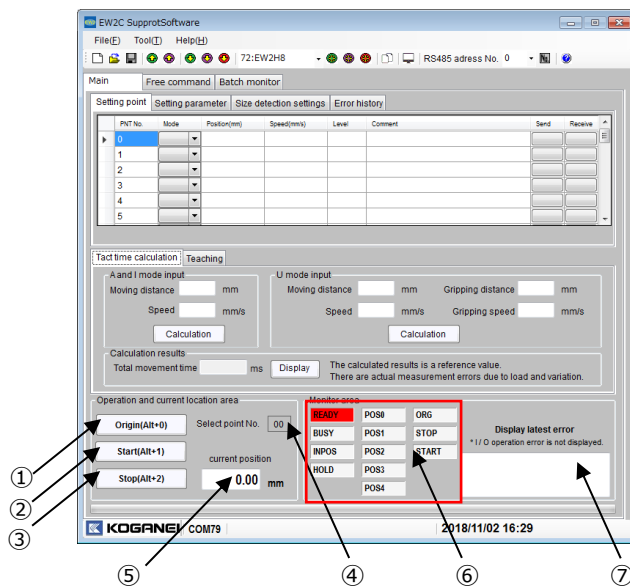 EW2C SupprotSoftware
File(F) Tool(T) Help(H)
72:EW2H8 RS485 adress No. 0
Main Free command Batch monitor
Setting point Setting parameter Size detection settings Error history
PNT No. Mode Position(mm) Speed(mm/s) Level Comment Send Receive
0
1
2
3
4
5
Tact time calculation Teaching
A and I mode input U mode input
Moving distance mm Moving distance mm Gripping distance mm
Speed mm/s Speed mm/s Gripping speed mm/s
Calculation Calculation
Calculation results
Total movement time ms Display The calculated results is a reference value.
There are actual measurement errors due to load and variation.
Operation and current location area Monitor area
Origin(Alt+0) Select point No. 00 READY POS0 ORG
Display latest error
BUSY POS1 STOP
* I / O operation error is not displayed.
Start(Alt+1) INPOS POS2 START
current position
HOLD POS3
Stop(Alt+2) 0.00 mm
POS4
KOGANEI COM79 2018/11/02 16:29
①
②
③
⑤ ④ ⑥ ⑦